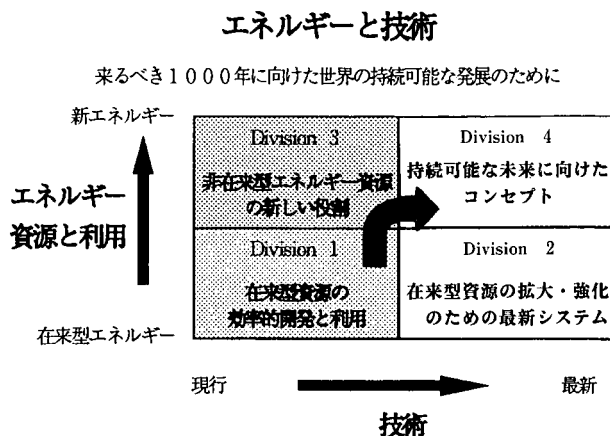 エネルギーと技術
来るべき1000年に向けた世界の持続可能な発展のために
新エネルギー
Division 3
非在来型エネルギー資源
の新しい役割
Division 4
持続可能な未来に向けた
コンセプト
エネルギー
資源と利用
Division 1
在来型資源の
効率的開発と利用
Division 2
在来型資源の拡大・強化
のための最新システム
在来型エネルギー
現行
最新
技術